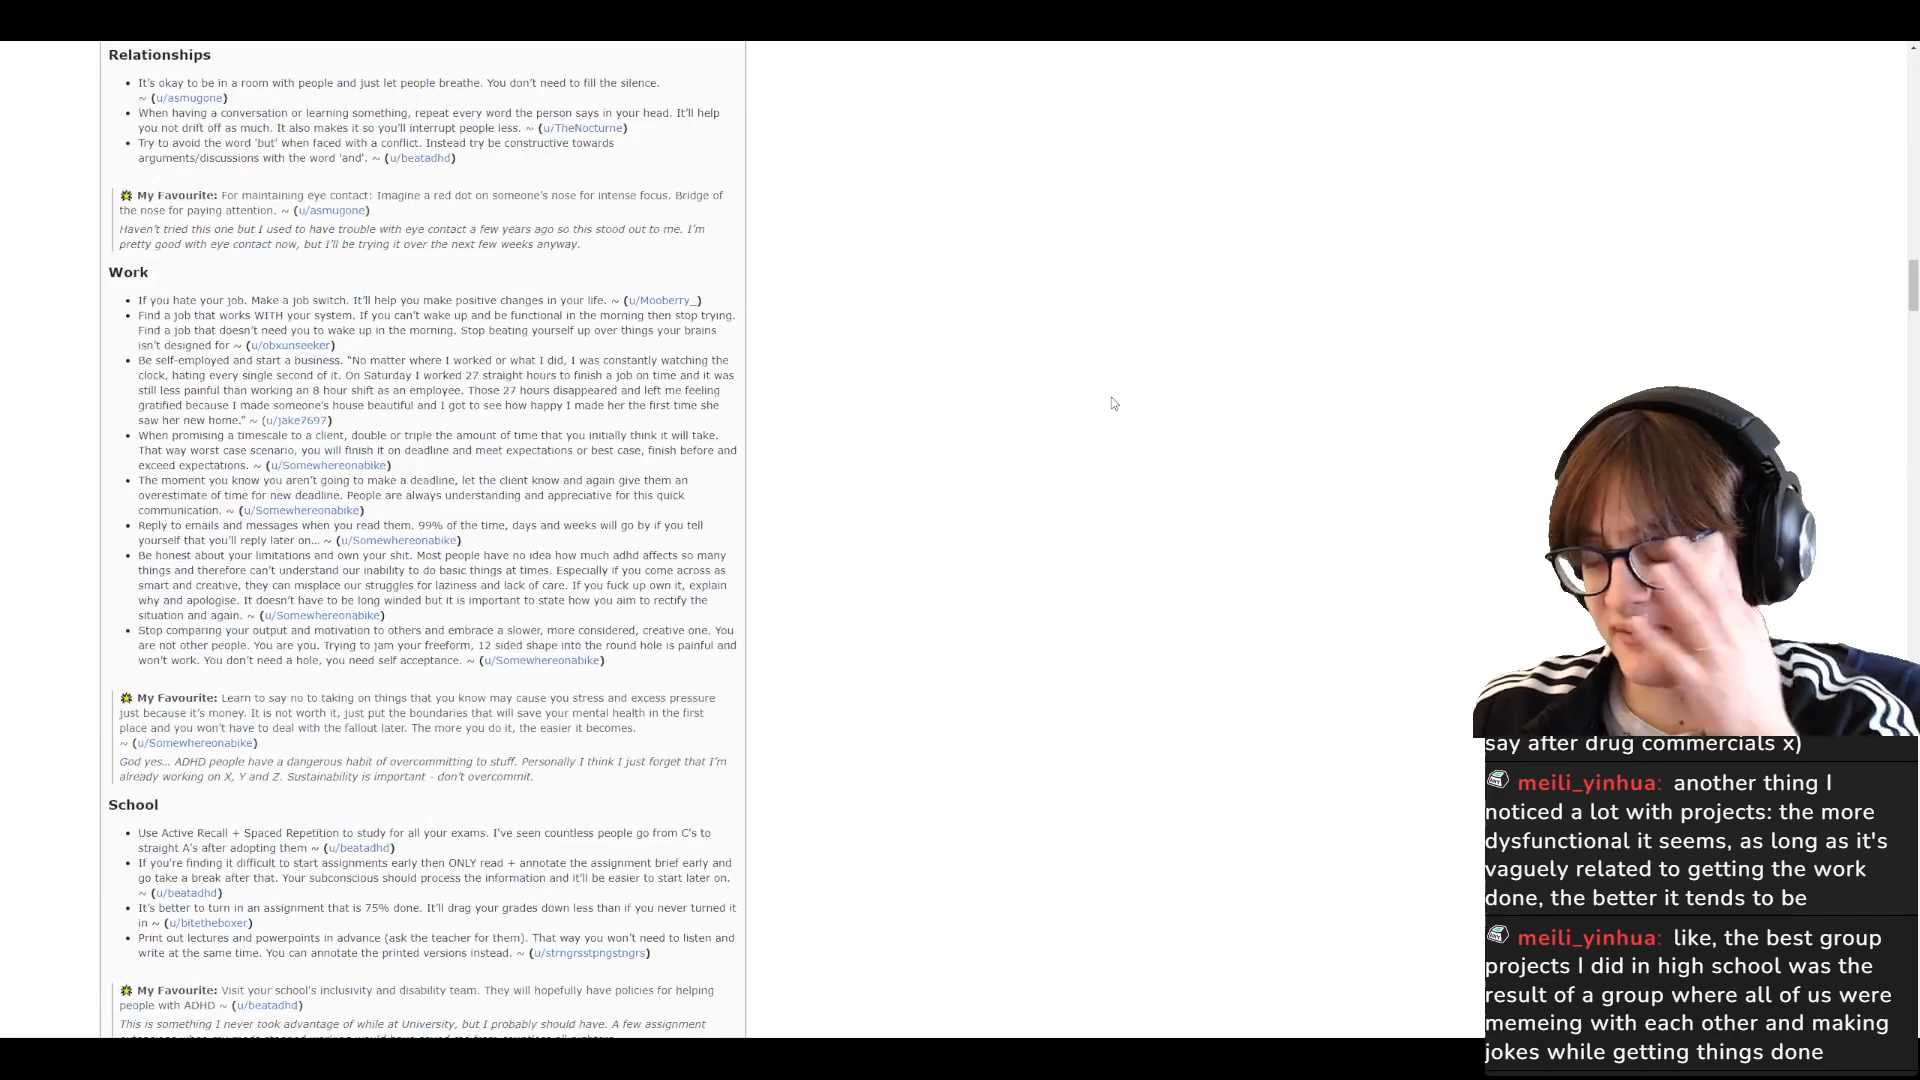 Relationships
• It's okay to be in a room with people and just let people breathe. You don't need to fill the silence.
~ (u/asmugone)
• When having a conversation or learning something, repeat every word the person says in your head. It'll help
you not drift off as much. It also makes it so you'll interrupt people less. ~ (u/TheNocturne)
• Try to avoid the word 'but' when faced with a conflict. Instead try be constructive towards
arguments/discussions with the word 'and'. ~ (u/beatadhd)
My Favourite: For maintaining eye contact: Imagine a red dot on someone's nose for intense focus. Bridge of
the nose for paying attention. ~ (u/asmugone)
Haven't tried this one but I used to have trouble with eye contact a few years ago so this stood out to me. I'm
pretty good with eye contact now, but I'll be trying it over the next few weeks anyway.
Work
• If you hate your job. Make a job switch. It'll help you make positive changes in your life. ~ (u/Mooberry_)
• Find a job that works WITH your system. If you can't wake up and be functional in the morning then stop trying.
Find a job that doesn't need you to wake up in the morning. Stop beating yourself up over things your brains
isn't designed for ~ (u/obxunseeker)
• Be self-employed and start a business. "No matter where I worked or what I did, I was constantly watching the
clock, hating every single second of it. On Saturday I worked 27 straight hours to finish a job on time and it was
still less painful than working an 8 hour shift as an employee. Those 27 hours disappeared and left me feeling
gratified because I made someone's house beautiful and I got to see how happy I made her the first time she
saw her new home." ~ (u/jake7697)
• When promising a timescale to a client, double or triple the amount of time that you initially think it will take.
That way worst case scenario, you will finish it on deadline and meet expectations or best case, finish before and
exceed expectations. ~ (u/Somewhereonabike)
• The moment you know you aren't going to make a deadline, let the client know and again give them an
overestimate of time for new deadline. People are always understanding and appreciative for this quick
communication. ~ (u/Somewhereonabike)
• Reply to emails and messages when you read them. 99% of the time, days and weeks will go by if you tell
yourself that you'll reply later on... ~ (u/Somewhereonabike)
• Be honest about your limitations and own your shit. Most people have no idea how much adhd affects so many
things and therefore can't understand our inability to do basic things at times. Especially if you come across as
smart and creative, they can misplace our struggles for laziness and lack of care. If you fuck up own it, explain
why and apologise. It doesn't have to be long winded but it is important to state how you aim to rectify the
situation and again. ~ (u/Somewhereonabike)
• Stop comparing your output and motivation to others and embrace a slower, more considered, creative one. You
are not other people. You are you. Trying to jam your freeform, 12 sided shape into the round hole is painful and
won't work. You don't need a hole, you need self acceptance. ~ (u/Somewhereonabike)
My Favourite: Learn to say no to taking on things that you know may cause you stress and excess pressure
just because it's money. It is not worth it, just put the boundaries that will save your mental health in the first
place and you won't have to deal with the fallout later. The more you do it, the easier it becomes.
~ (u/Somewhereonabike)
God yes... ADHD people have a dangerous habit of overcommitting to stuff. Personally I think I just forget that I'm
already working on X, Y and Z. Sustainability is important - don't overcommit.
School
• Use Active Recall + Spaced Repetition to study for all your exams. I've seen countless people go from C's to
straight A's after adopting them ~ (u/beatadhd)
• If you're finding it difficult to start assignments early then ONLY read + annotate the assignment brief early and
go take a break after that. Your subconscious should process the information and it'll be easier to start later on.
~ (u/beatadhd)
• It's better to turn in an assignment that is 75% done. It'll drag your grades down less than if you never turned it
in ~ (u/bitetheboxer)
• Print out lectures and powerpoints in advance (ask the teacher for them). That way you won't need to listen and
write at the same time. You can annotate the printed versions instead. ~ (u/strngrsstpngstngrs)
My Favourite: Visit your school's inclusivity and disability team. They will hopefully have policies for helping
people with ADHD ~ (u/beatadhd)
This is something I never took advantage of while at University, but I probably should have. A few assignment
say after drug commercials x)
meili_yinhua: another thing I
noticed a lot with projects: the more
dysfunctional it seems, as long as it's
vaguely related to getting the work
done, the better it tends to be
meili_yinhua: like, the best group
projects I did in high school was the
result of a group where all of us were
memeing with each other and making
jokes while getting things done